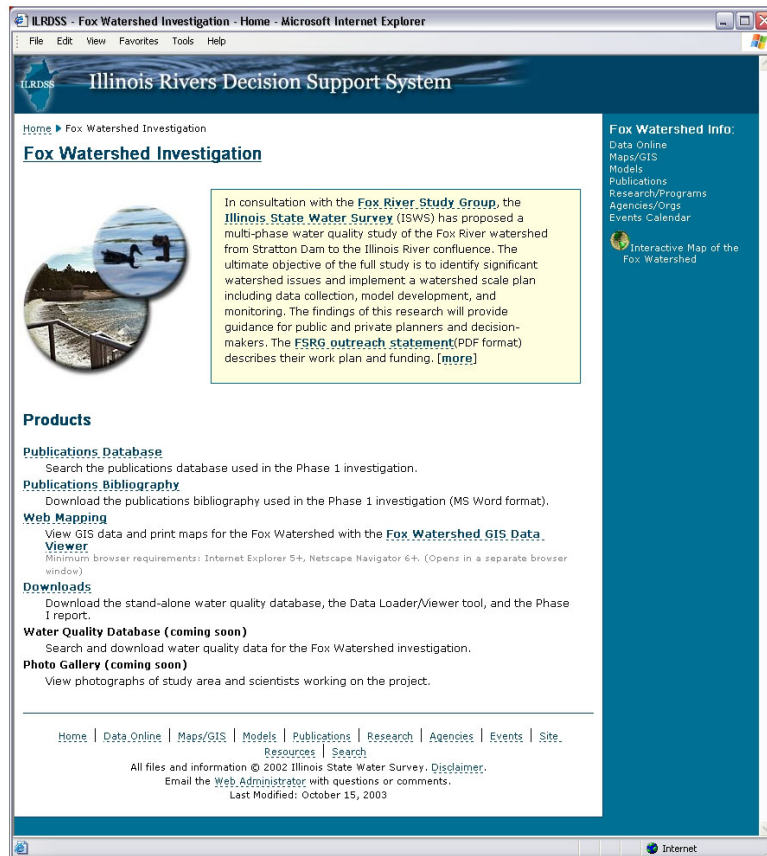 ILRDSS - Fox Watershed Investigation - Home - Microsoft Internet Explorer
File Edit View Favorites Tools Help
ILRDSS
Illinois Rivers Decision Support System
Home Fox Watershed Investigation
Fox Watershed Investigation
In consultation with the Fox River Study Group, the
Illinois State Water Survey (ISWS) has proposed a
multi-phase water quality study of the Fox River watershed
from Stratton Dam to the Illinois River confluence. The
ultimate objective of the full study is to identify significant
watershed issues and implement a watershed scale plan
including data collection, model development, and
monitoring. The findings of this research will provide
guidance for public and private planners and decision-
makers. The FSRG outreach statement(PDF format)
describes their work plan and funding. [more]
Products
Publications Database
Search the publications database used in the Phase 1 investigation.
Publications Bibliography
Download the publications bibliography used in the Phase 1 investigation (MS Word format).
Web Mapping
View GIS data and print maps for the Fox Watershed with the Fox Watershed GIS Data
Viewer
Minimum browser requirements: Internet Explorer 5+, Netscape Navigator 6+. (Opens in a separate browser
window)
Downloads
Download the stand-alone water quality database, the Data Loader/Viewer tool, and the Phase
I report.
Water Quality Database (coming soon)
Search and download water quality data for the Fox Watershed investigation.
Photo Gallery (coming soon)
View photographs of study area and scientists working on the project.
Home | Data Online | Maps/GIS | Models | Publications | Research | Agencies | Events | Site
Resources | Search
All files and information © 2002 Illinois State Water Survey. Disclaimer.
Email the Web Administrator with questions or comments.
Last Modified: October 15, 2003
Fox Watershed Info:
Data Online
Maps/GIS
Models
Publications
Research/Programs
Agencies/Orgs
Events Calendar
Interactive Map of the
Fox Watershed
Internet